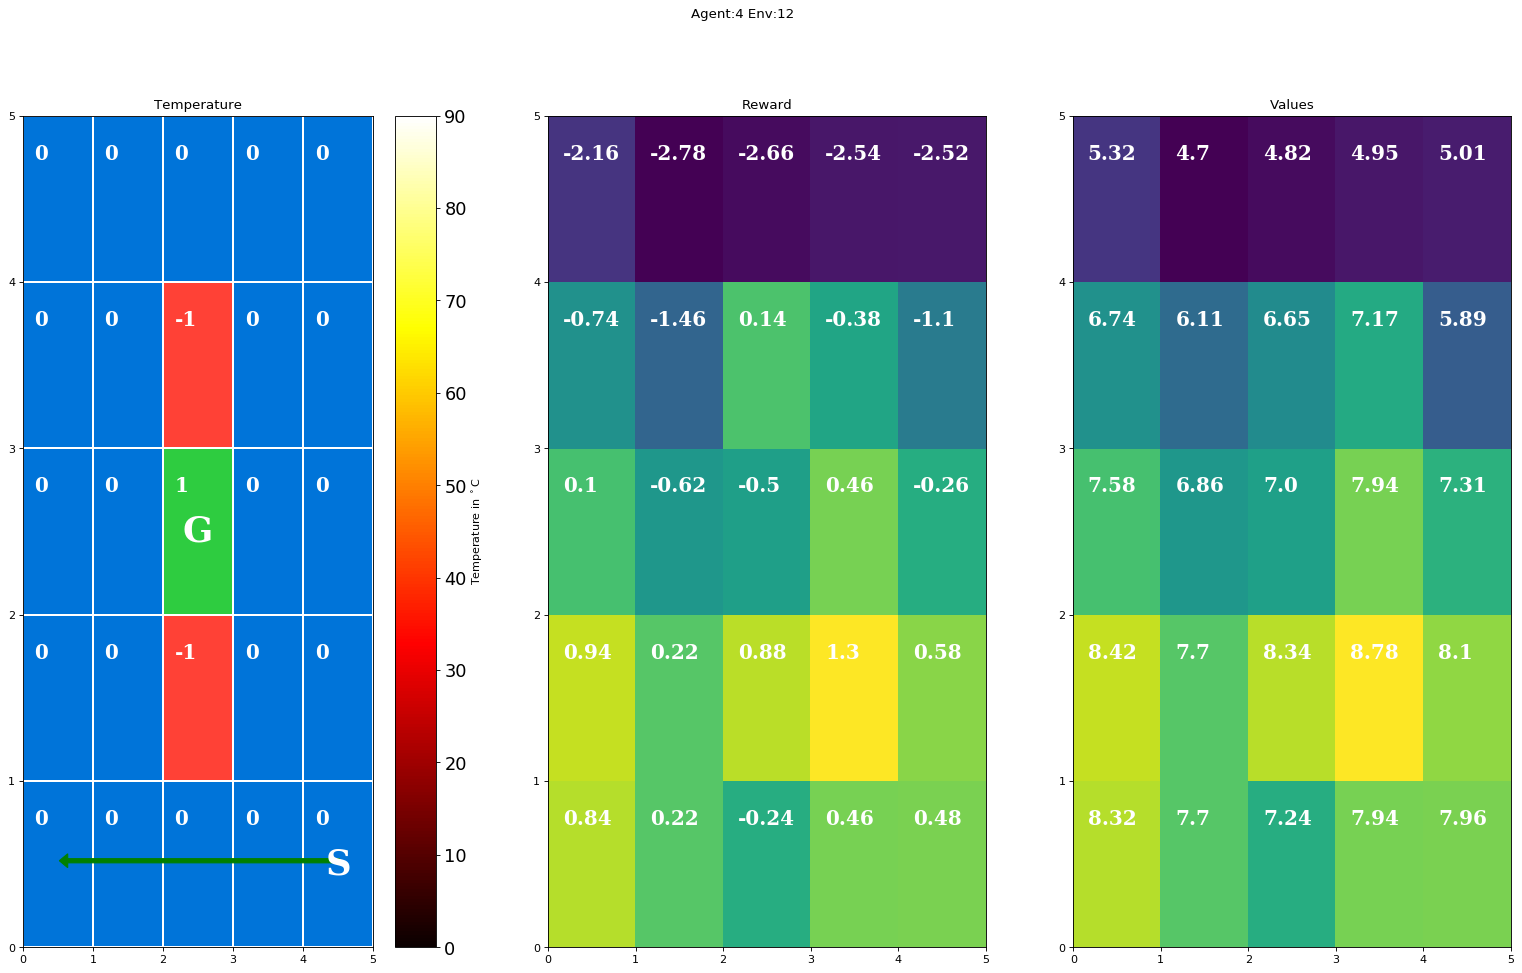 Agent:4 Env:12
Temperature
5
0 0 0 0 0
4
0 0 -1 0 0
3
0 0 1 0 0
G
2
0 0 -1 0 0
1
0 0 0 0 0
S
0
0 1 2 3 4 5
90
80
70
60
50
40
30
20
10
0
Temperature in °C
Reward
5
-2.16 -2.78 -2.66 -2.54 -2.52
4
-0.74 -1.46 0.14 -0.38 -1.1
3
0.1 -0.62 -0.5 0.46 -0.26
2
0.94 0.22 0.88 1.3 0.58
1
0.84 0.22 -0.24 0.46 0.48
0
0 1 2 3 4 5
Values
5
5.32 4.7 4.82 4.95 5.01
4
6.74 6.11 6.65 7.17 5.89
3
7.58 6.86 7.0 7.94 7.31
2
8.42 7.7 8.34 8.78 8.1
1
8.32 7.7 7.24 7.94 7.96
0
0 1 2 3 4 5